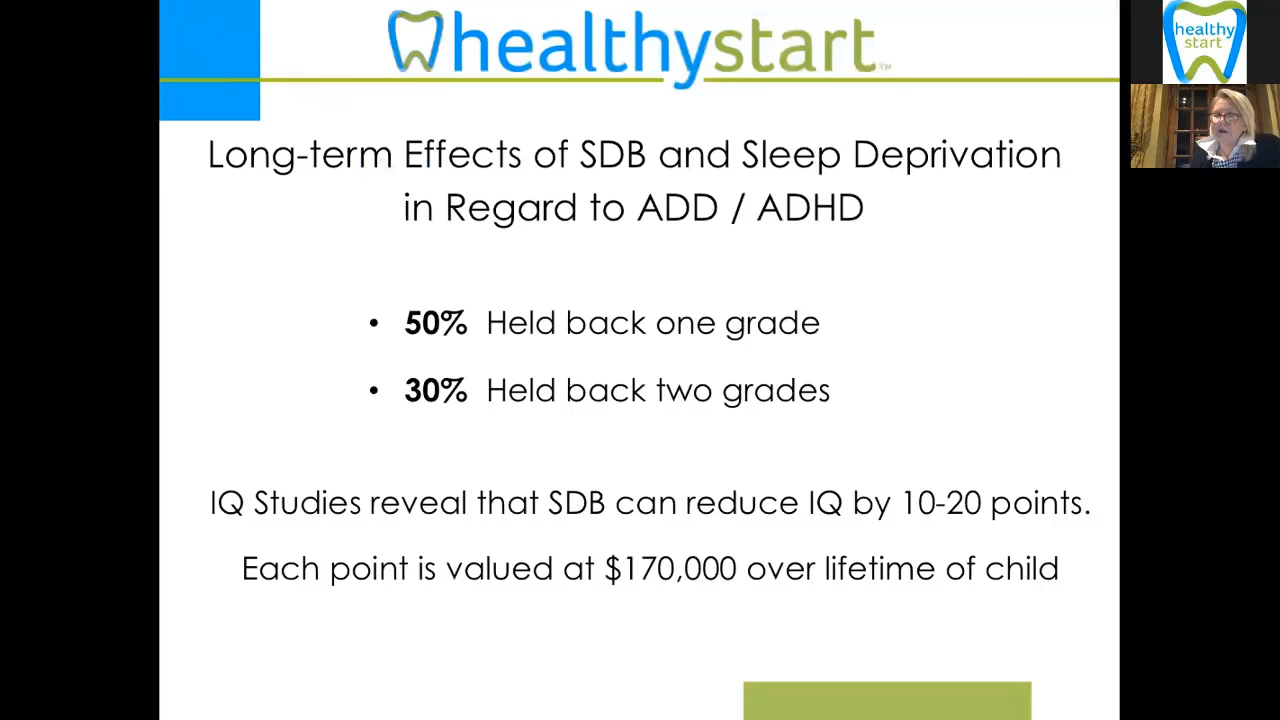 healthystart™
healthy
start
Long-term Effects of SDB and Sleep Deprivation
in Regard to ADD / ADHD
• 50% Held back one grade
• 30% Held back two grades
IQ Studies reveal that SDB can reduce IQ by 10-20 points.
Each point is valued at $170,000 over lifetime of child